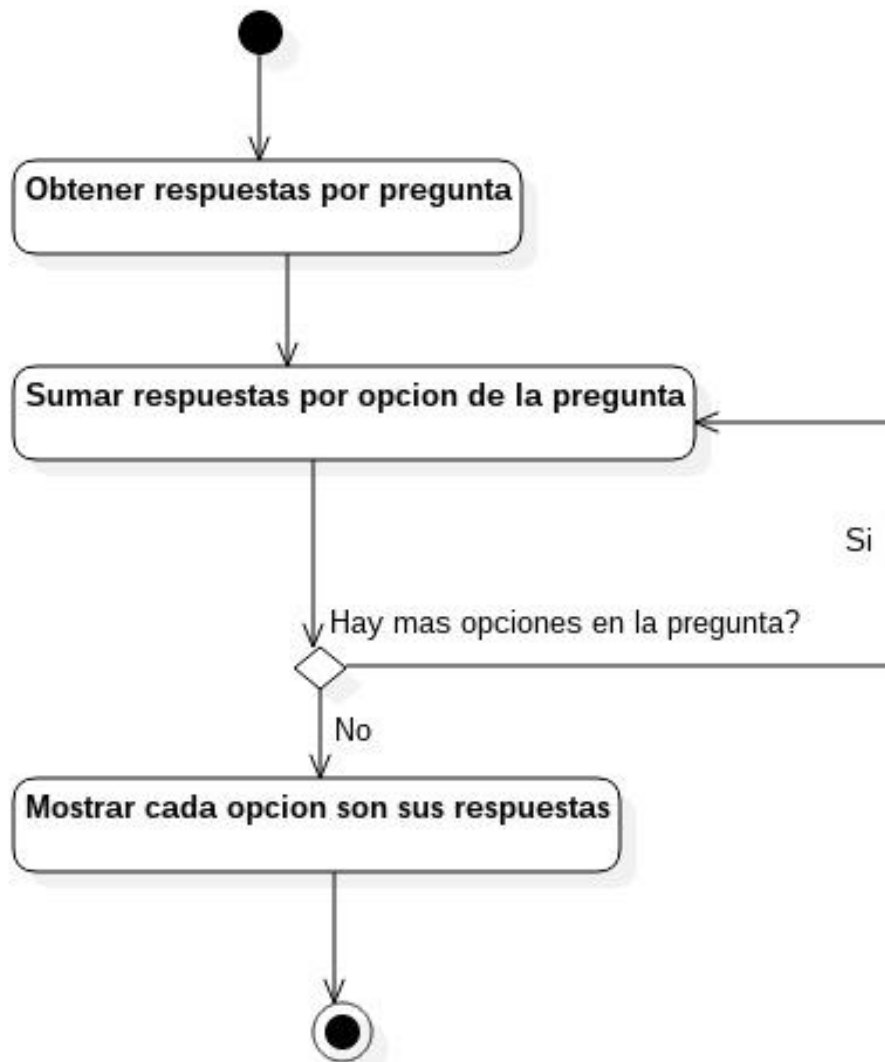 Obtener respuestas por pregunta
Sumar respuestas por opcion de la pregunta
Si
Hay mas opciones en la pregunta?
No
Mostrar cada opcion son sus respuestas